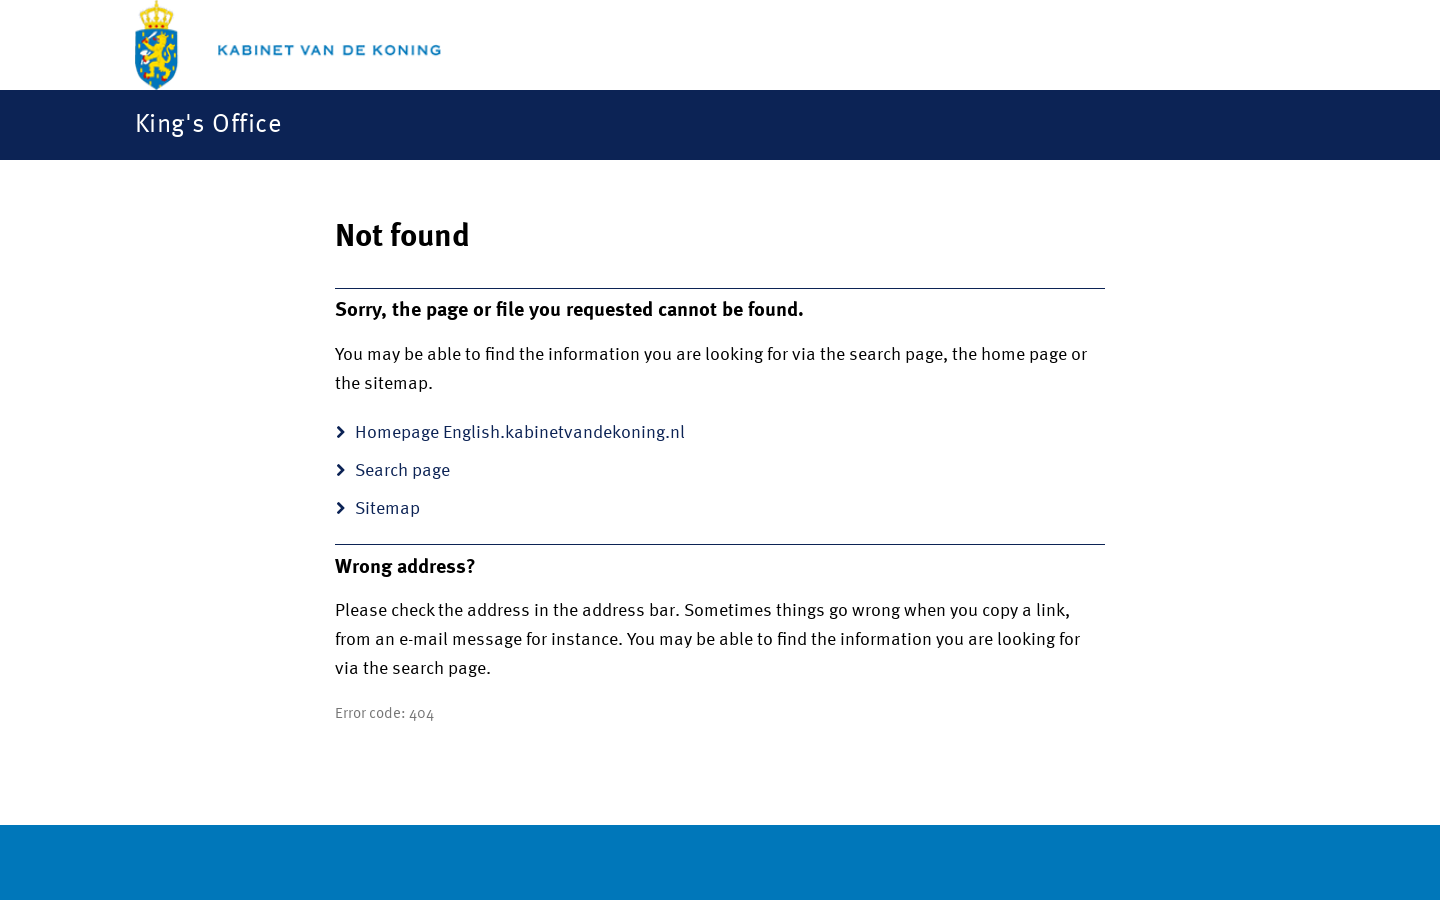 KABINET VAN DE KONING
King's Office
Not found
Sorry, the page or file you requested cannot be found.
You may be able to find the information you are looking for via the search page, the home page or
the sitemap.
Homepage English.kabinetvandekoning.nl
Search page
Sitemap
Wrong address?
Please check the address in the address bar. Sometimes things go wrong when you copy a link,
from an e-mail message for instance. You may be able to find the information you are looking for
via the search page.
Error code: 404